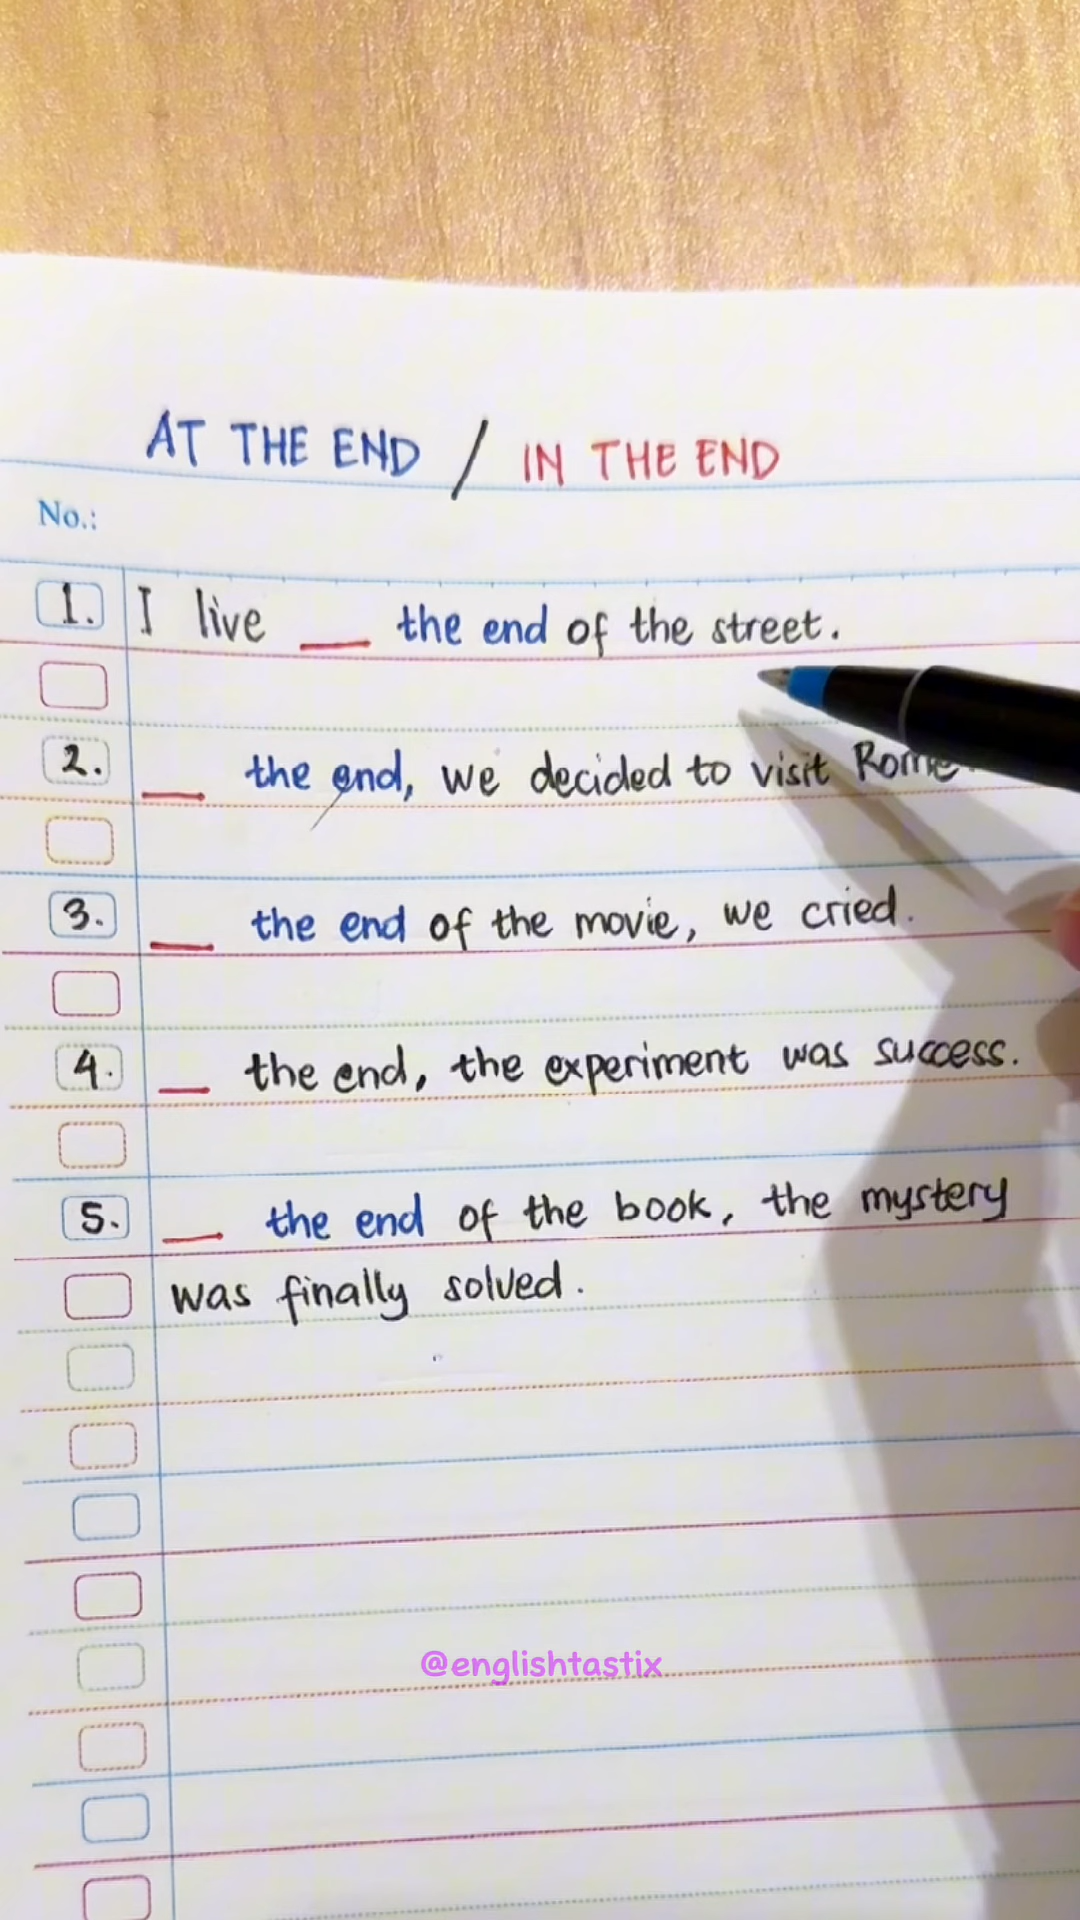 AT THE END / IN THE END
No.:
1. I live __ the end of the street.
2. __ the end, we decided to visit Rome.
3. __ the end of the movie, we cried.
4. __ the end, the experiment was success.
5. __ the end of the book, the mystery
was finally solved.
@englishtastix